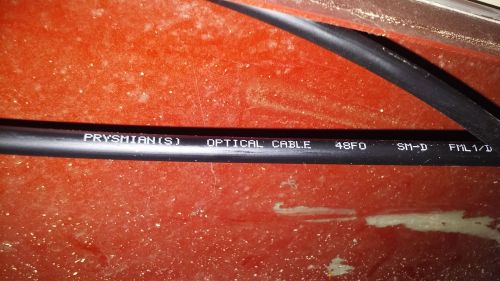 PRYSMIAN(S) OPTICAL CABLE 48FO SM-D FML1/D